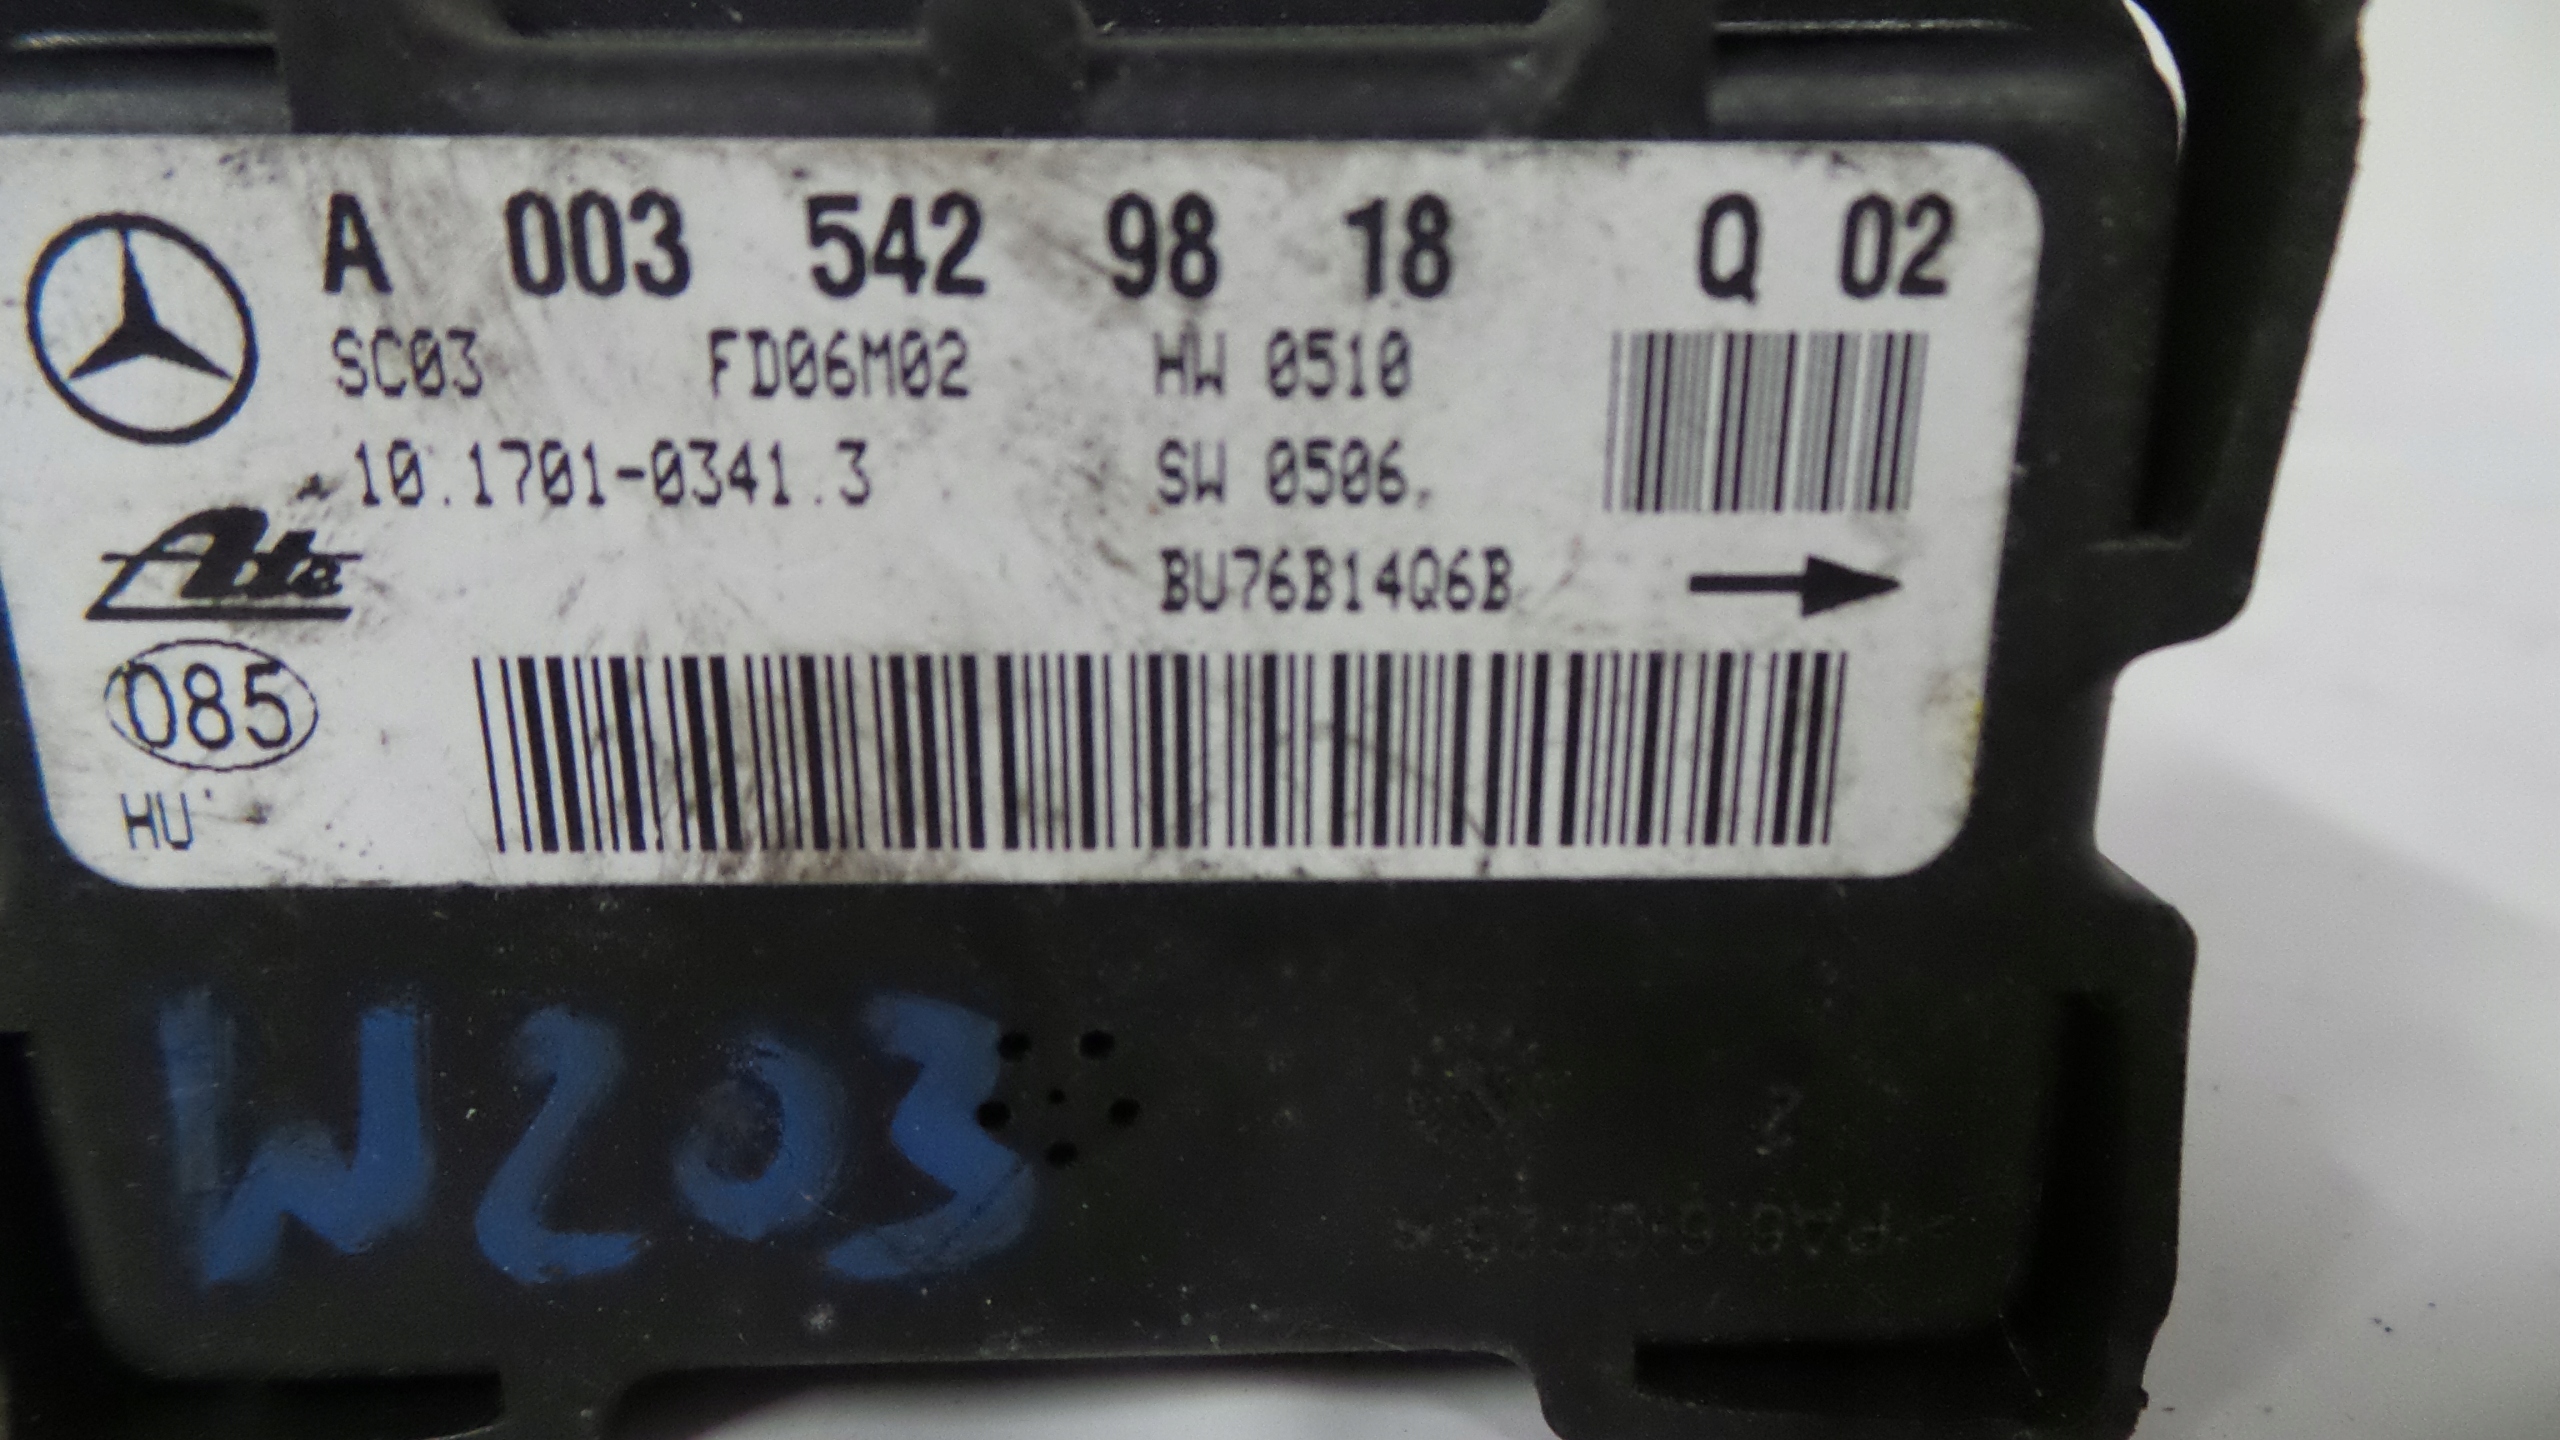 A 003 542 98 18 Q 02
SC03 FD06M02 HW 0510
10.1701-0341.3 SW 0506
Ate
BU76B14Q6B
085
HU
W203
Z